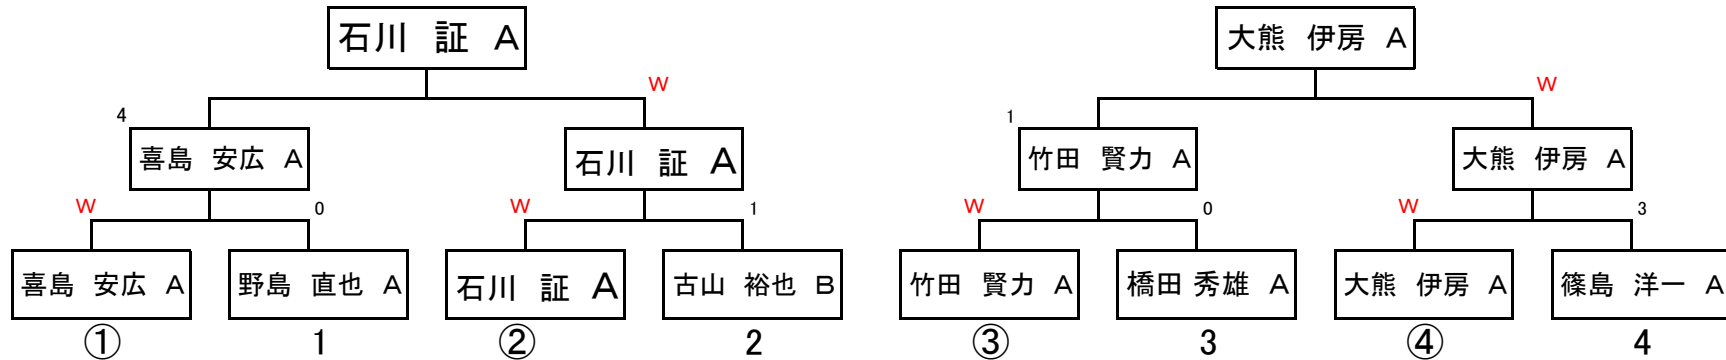 石川 証 A 大熊 伊房 A
W W
4 1
喜島 安広 A 石川 証 A 竹田 賢力 A 大熊 伊房 A
W 0 W 1 W 0 W 3
喜島 安広 A 野島 直也 A 石川 証 A 古山 裕也 B 竹田 賢力 A 橋田 秀雄 A 大熊 伊房 A 篠島 洋一 A
① 1 ② 2 ③ 3 ④ 4